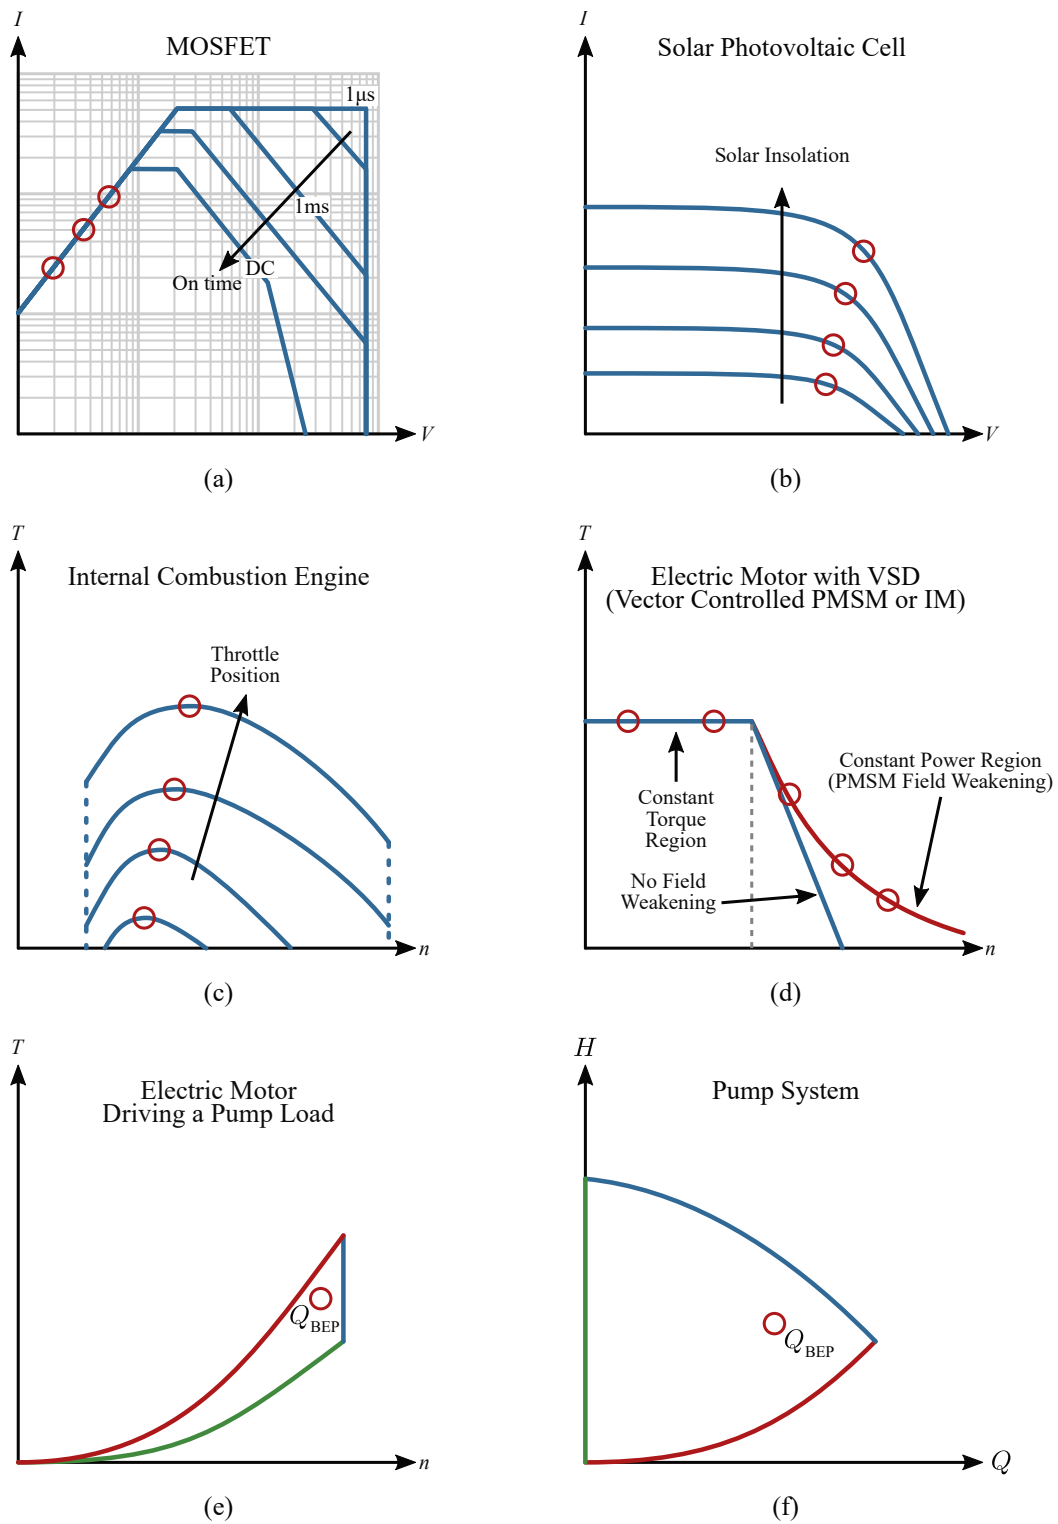 I
MOSFET
1μs
1ms
DC
On time
V
(a)
I
Solar Photovoltaic Cell
Solar Insolation
V
(b)
T
Internal Combustion Engine
Throttle
Position
n
(c)
T
Electric Motor with VSD
(Vector Controlled PMSM or IM)
Constant Power Region
(PMSM Field Weakening)
Constant
Torque
Region
No Field
Weakening
n
(d)
T
Electric Motor
Driving a Pump Load
Q BEP
n
(e)
H
Pump System
Q BEP
Q
(f)